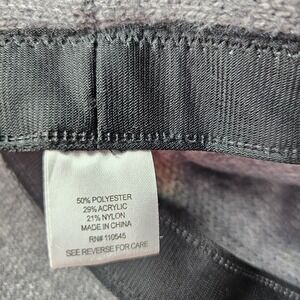 50% POLYESTER
29% ACRYLIC
21% NYLON
MADE IN CHINA
RN# 110545
SEE REVERSE FOR CARE